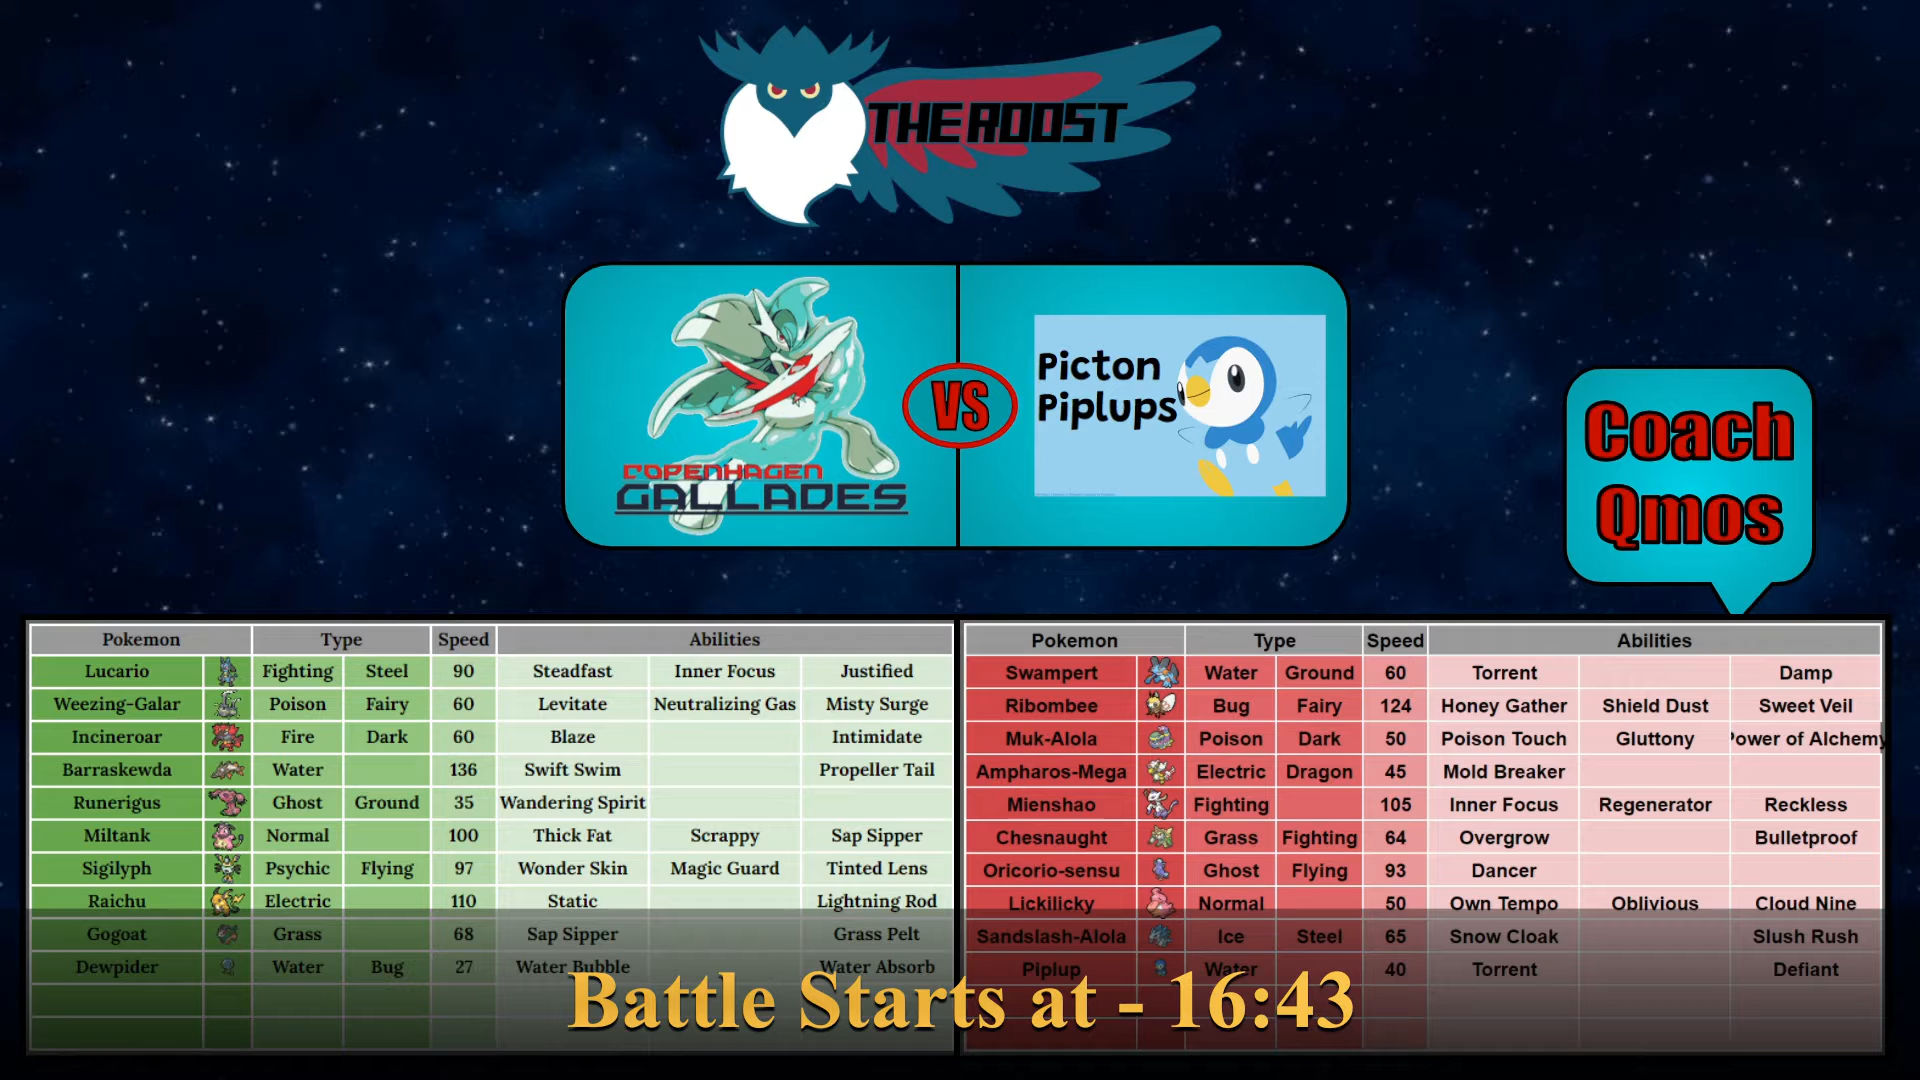 THE ROOST
COPENHAGEN
GALLADES
VS
Picton
Piplups
Coach
Qmos
Pokemon Type Speed Abilities
Lucario Fighting Steel 90 Steadfast Inner Focus Justified
Weezing-Galar Poison Fairy 60 Levitate Neutralizing Gas Misty Surge
Incineroar Fire Dark 60 Blaze Intimidate
Barraskewda Water 136 Swift Swim Propeller Tail
Runerigus Ghost Ground 35 Wandering Spirit
Miltank Normal 100 Thick Fat Scrappy Sap Sipper
Sigilyph Psychic Flying 97 Wonder Skin Magic Guard Tinted Lens
Raichu Electric 110 Static Lightning Rod
Gogoat Grass 68 Sap Sipper Grass Pelt
Dewpider Water Bug 27 Water Bubble Water Absorb
Pokemon Type Speed Abilities
Swampert Water Ground 60 Torrent Damp
Ribombee Bug Fairy 124 Honey Gather Shield Dust Sweet Veil
Muk-Alola Poison Dark 50 Poison Touch Gluttony Power of Alchemy
Ampharos-Mega Electric Dragon 45 Mold Breaker
Mienshao Fighting 105 Inner Focus Regenerator Reckless
Chesnaught Grass Fighting 64 Overgrow Bulletproof
Oricorio-sensu Ghost Flying 93 Dancer
Lickilicky Normal 50 Own Tempo Oblivious Cloud Nine
Sandslash-Alola Ice Steel 65 Snow Cloak Slush Rush
Piplup Water 40 Torrent Defiant
Battle Starts at - 16:43